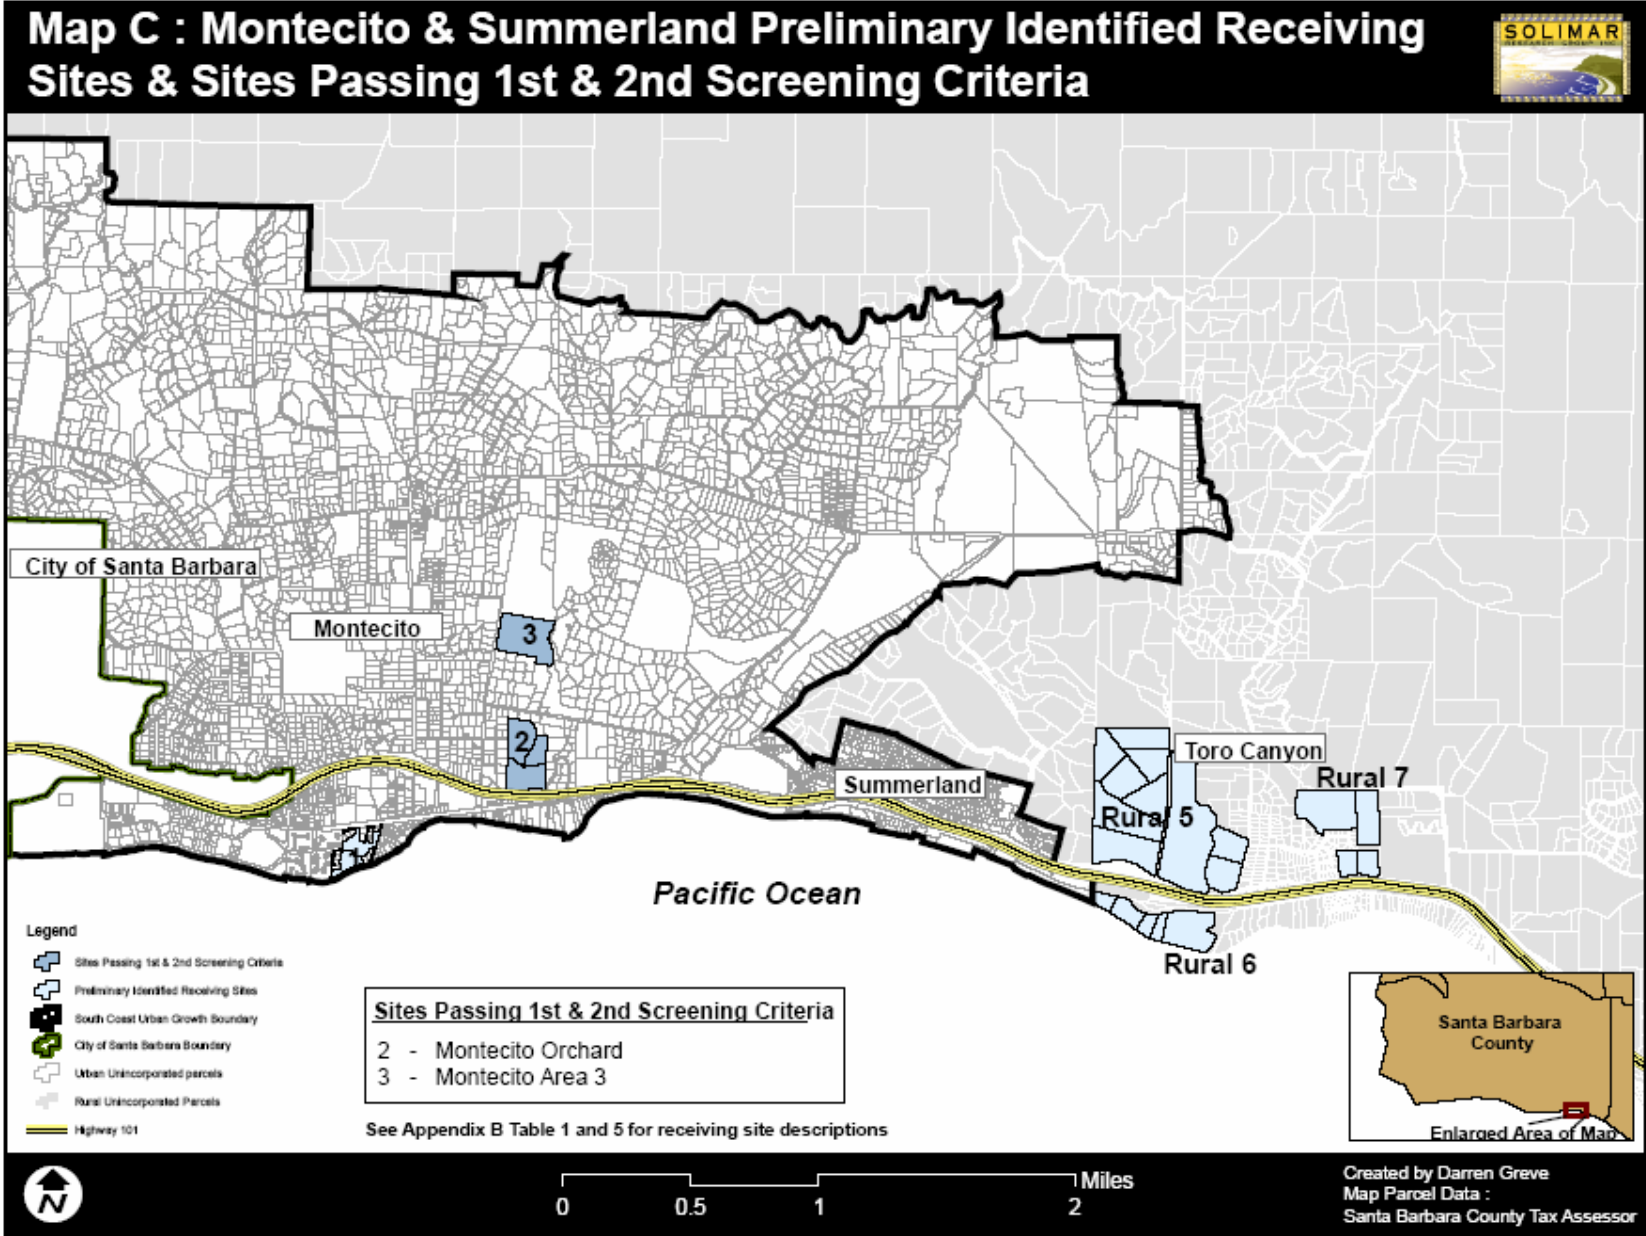 Map C : Montecito & Summerland Preliminary Identified Receiving
Sites & Sites Passing 1st & 2nd Screening Criteria
SOLIMAR
RESEARCH GROUP INC
City of Santa Barbara
Montecito
3
2
Summerland
Toro Canyon
Rural 5
Rural 7
Rural 6
Pacific Ocean
Legend
Sites Passing 1st & 2nd Screening Criteria
Preliminary Identified Receiving Sites
South Coast Urban Growth Boundary
City of Santa Barbara Boundary
Urban Unincorporated parcels
Rural Unincorporated Parcels
Highway 101
Sites Passing 1st & 2nd Screening Criteria
2 - Montecito Orchard
3 - Montecito Area 3
See Appendix B Table 1 and 5 for receiving site descriptions
Santa Barbara
County
Enlarged Area of Map
N
Miles
0 0.5 1 2
Created by Darren Greve
Map Parcel Data :
Santa Barbara County Tax Assessor